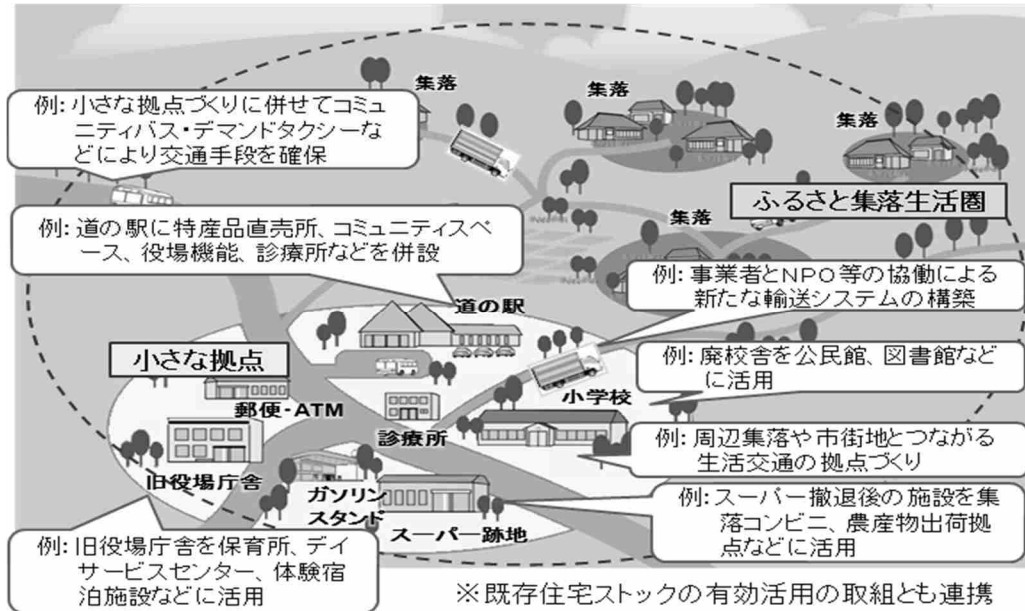 集落
集落
集落
例: 小さな拠点づくりに併せてコミュ
ニティバス・デマンドタクシーな
どにより交通手段を確保
ふるさと集落生活圏
例: 道の駅に特産品直売所、コミュニティスペ
ース、役場機能、診療所などを併設
集落
例: 事業者とNPO等の協働による
新たな輸送システムの構築
道の駅
小さな拠点
例: 廃校舎を公民館、図書館など
に活用
小学校
郵便・ATM
診療所
例: 周辺集落や市街地とつながる
生活交通の拠点づくり
旧役場庁舎
ガソリン
スタンド
スーパー跡地
例: スーパー撤退後の施設を集
落コンビニ、農産物出荷拠
点などに活用
例: 旧役場庁舎を保育所、デイ
サービスセンター、体験宿
泊施設などに活用
※既存住宅ストックの有効活用の取組とも連携